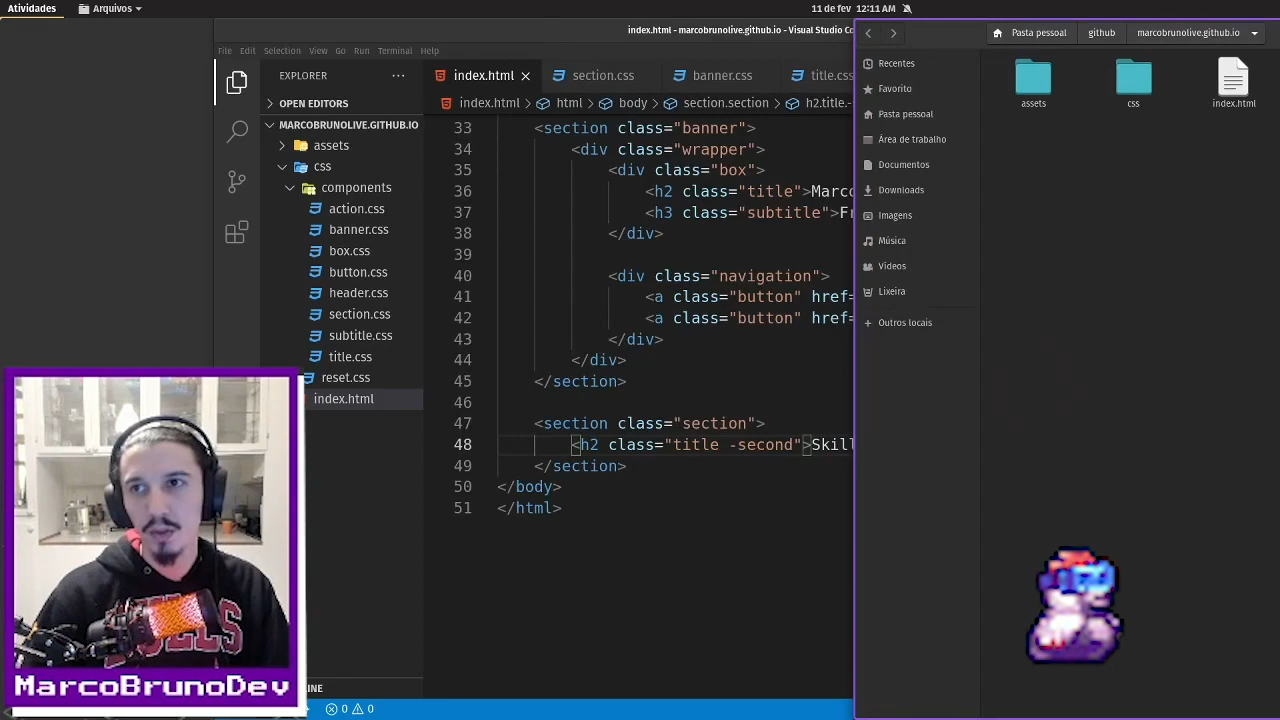 Atividades
Arquivos
11 de fev 12:11 AM
index.html - marcobrunolive.github.io - Visual Studio Co
File Edit Selection View Go Run Terminal Help
EXPLORER
OPEN EDITORS
MARCOBRUNOLIVE.GITHUB.IO
assets
css
components
action.css
banner.css
box.css
button.css
header.css
section.css
subtitle.css
title.css
reset.css
index.html
LINE
0 0
index.html section.css banner.css title.css
index.html > html > body > section.section > h2.title.-
33 <section class="banner">
34 <div class="wrapper">
35 <div class="box">
36 <h2 class="title">Marco
37 <h3 class="subtitle">Fr
38 </div>
39
40 <div class="navigation">
41 <a class="button" href=
42 <a class="button" href=
43 </div>
44 </div>
45 </section>
46
47 <section class="section">
48 <h2 class="title -second">Skill
49 </section>
50 </body>
51 </html>
Pasta pessoal github marcobrunolive.github.io
Recentes
Favorito
Pasta pessoal
Área de trabalho
Documentos
Downloads
Imagens
Música
Vídeos
Lixeira
Outros locais
assets css index.html
MarcoBrunoDev